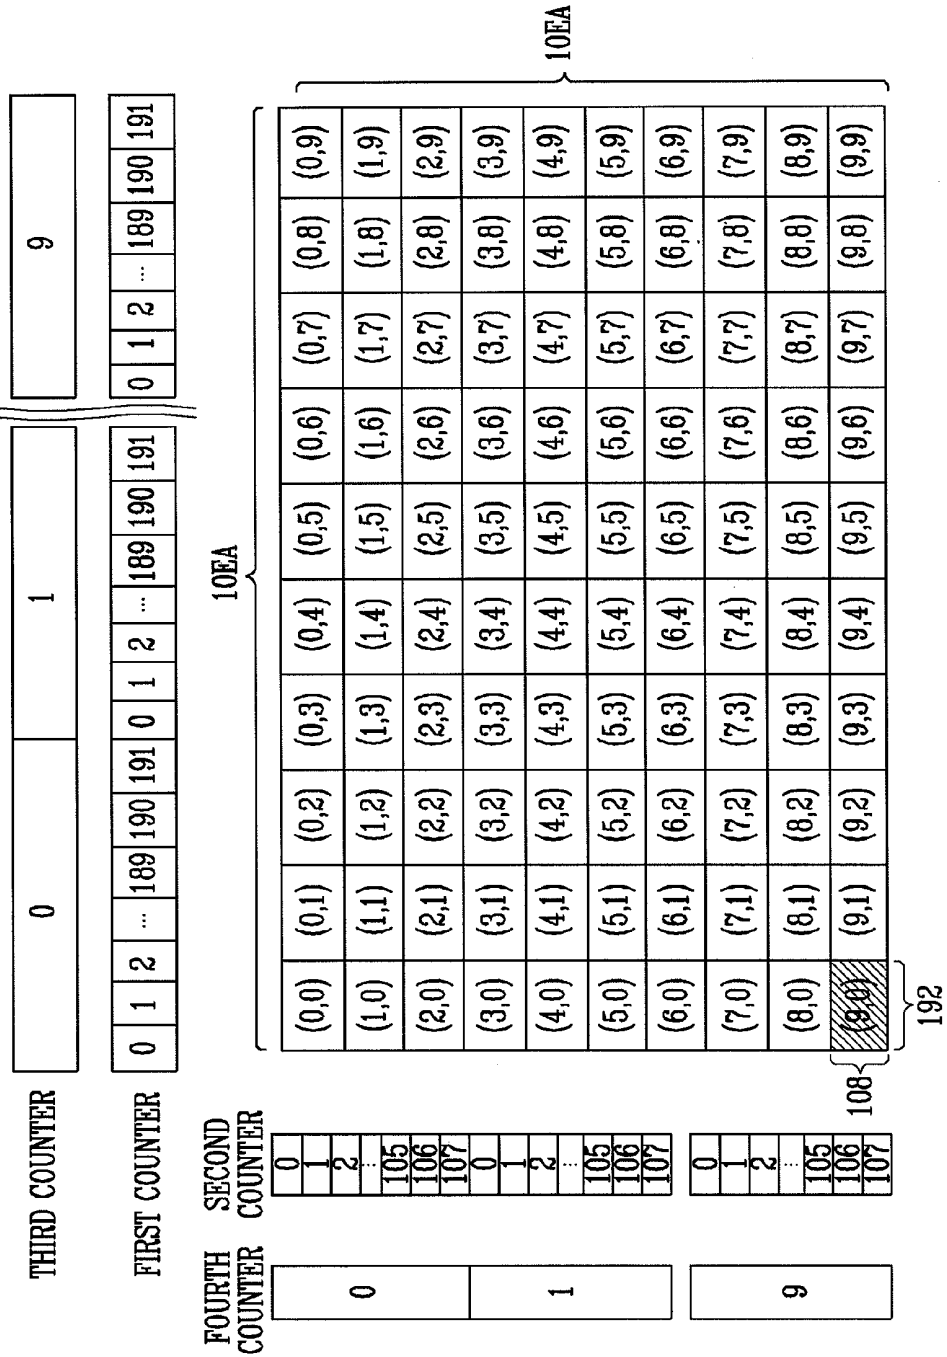 THIRD COUNTER 0 1 9
FIRST COUNTER 0 1 2 ... 189 190 191 0 1 2 ... 189 190 191 0 1 2 ... 189 190 191
10EA
FOURTH COUNTER
0
1
9
SECOND COUNTER
0
1
2
...
105
106
107
0
1
2
...
105
106
107
0
1
2
...
105
106
107
(0,0) (0,1) (0,2) (0,3) (0,4) (0,5) (0,6) (0,7) (0,8) (0,9)
(1,0) (1,1) (1,2) (1,3) (1,4) (1,5) (1,6) (1,7) (1,8) (1,9)
(2,0) (2,1) (2,2) (2,3) (2,4) (2,5) (2,6) (2,7) (2,8) (2,9)
(3,0) (3,1) (3,2) (3,3) (3,4) (3,5) (3,6) (3,7) (3,8) (3,9)
(4,0) (4,1) (4,2) (4,3) (4,4) (4,5) (4,6) (4,7) (4,8) (4,9)
(5,0) (5,1) (5,2) (5,3) (5,4) (5,5) (5,6) (5,7) (5,8) (5,9)
(6,0) (6,1) (6,2) (6,3) (6,4) (6,5) (6,6) (6,7) (6,8) (6,9)
(7,0) (7,1) (7,2) (7,3) (7,4) (7,5) (7,6) (7,7) (7,8) (7,9)
(8,0) (8,1) (8,2) (8,3) (8,4) (8,5) (8,6) (8,7) (8,8) (8,9)
(9,0) (9,1) (9,2) (9,3) (9,4) (9,5) (9,6) (9,7) (9,8) (9,9)
10EA
108
192